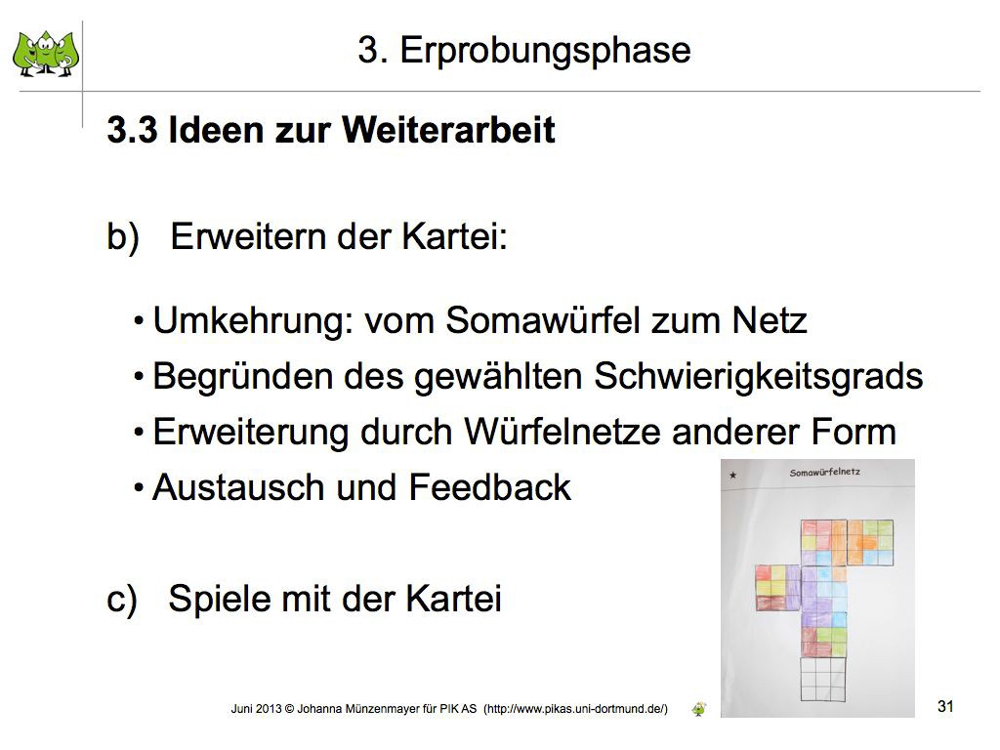 3. Erprobungsphase
3.3 Ideen zur Weiterarbeit
b) Erweitern der Kartei:
• Umkehrung: vom Somawürfel zum Netz
• Begründen des gewählten Schwierigkeitsgrads
• Erweiterung durch Würfelnetze anderer Form
• Austausch und Feedback
★ Somawürfelnetz
c) Spiele mit der Kartei
Juni 2013 © Johanna Münzenmayer für PIK AS (http://www.pikas.uni-dortmund.de/)
31